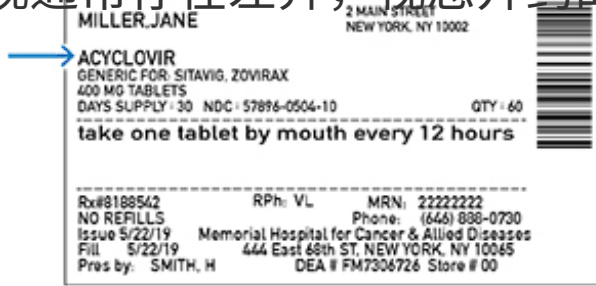 MILLER,JANE
2 MAIN STREET
NEW YORK, NY 10002
ACYCLOVIR
GENERIC FOR: SITAVIG, ZOVIRAX
400 MG TABLETS
DAYS SUPPLY: 30 NDC: 57896-0504-10 QTY: 60
take one tablet by mouth every 12 hours
Rx#8188542 RPh: VL MRN: 22222222
NO REFILLS Phone: (646) 888-0730
Issue 5/22/19 Memorial Hospital for Cancer & Allied Diseases
Fill 5/22/19 444 East 68th ST, NEW YORK, NY 10065
Pres by: SMITH, H DEA # FM7306726 Store # 00